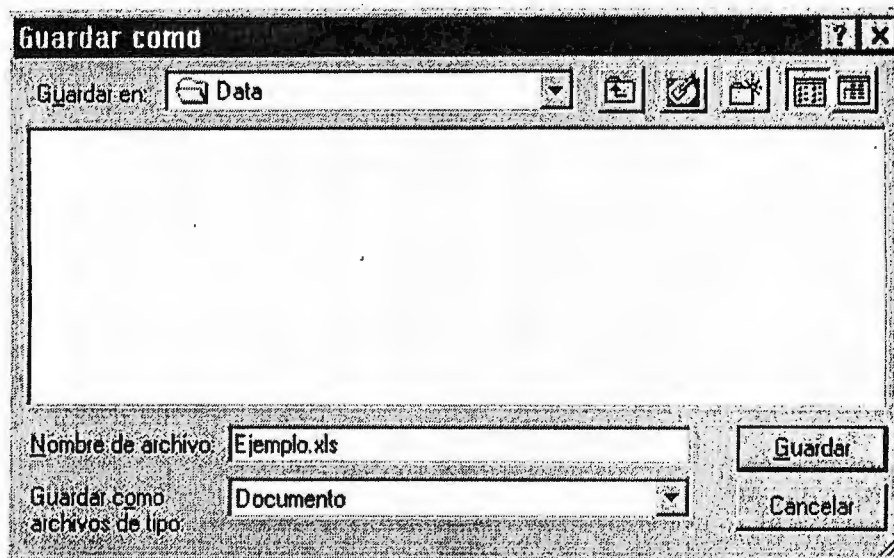 Guardar como
Guardar en: Data
Nombre de archivo: Ejemplo.xls
Guardar
Guardar como
archivos de tipo:
Documento
Cancelar